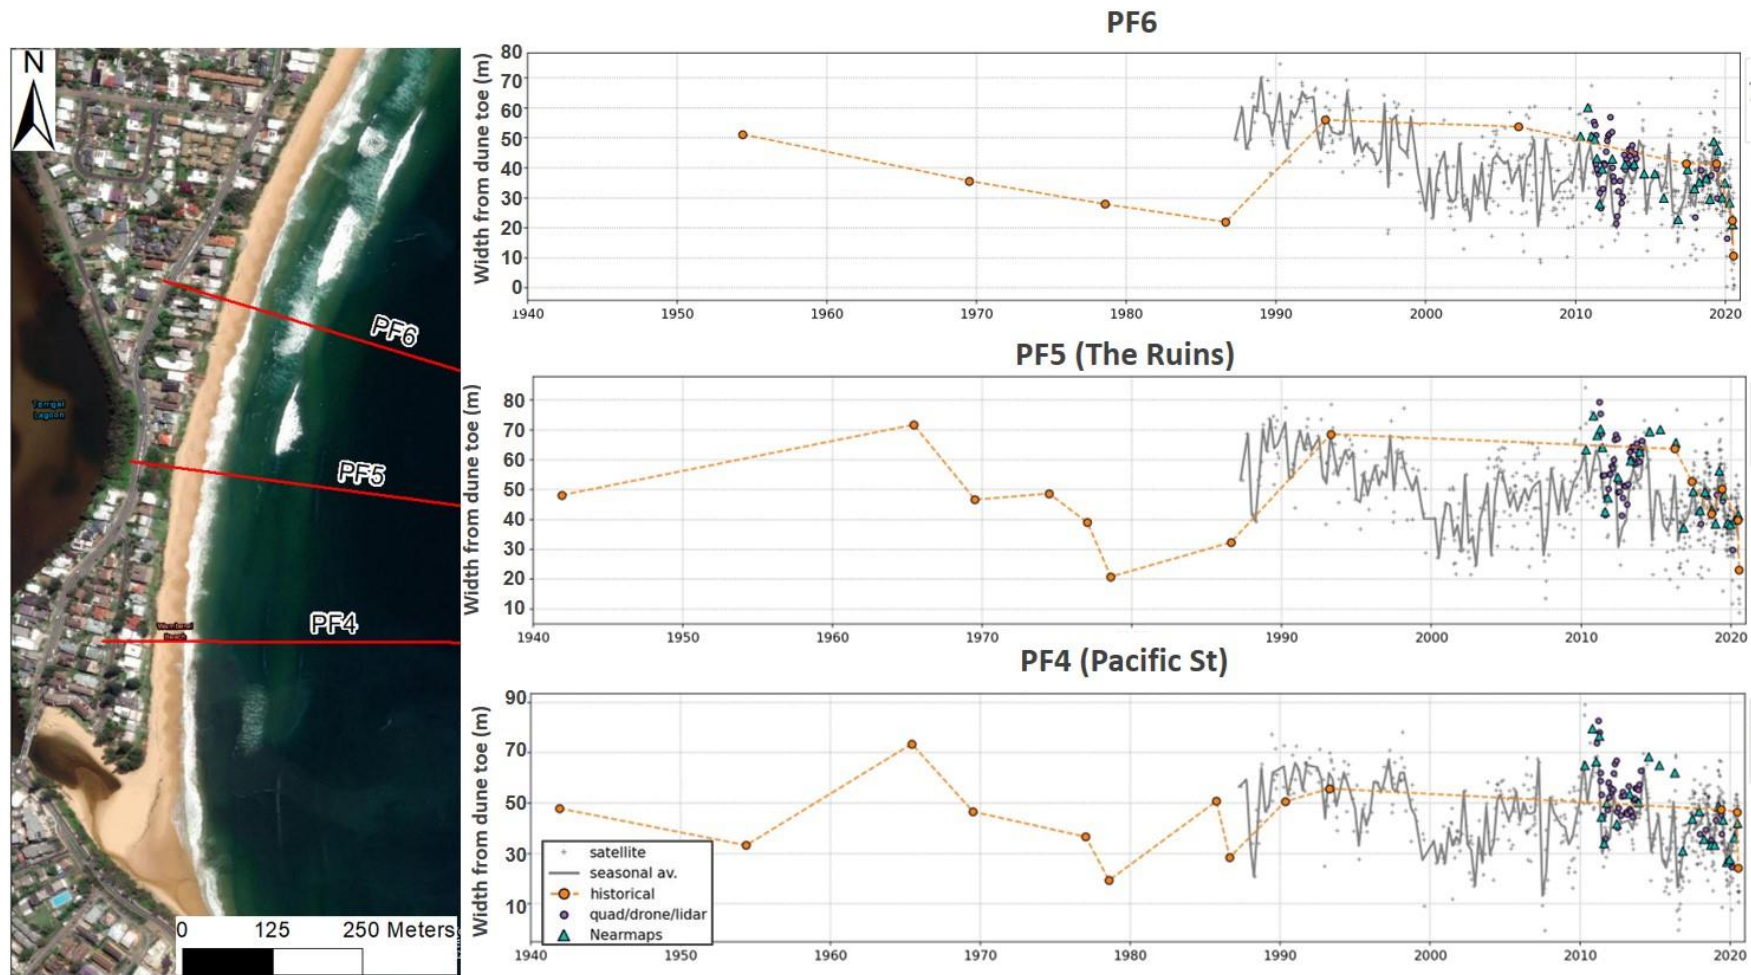 N
PF6
PF5
PF4
Terrigal
Lagoon
Wamberal
Beach
0 125 250 Meters
PF6
Width from dune toe (m)
80
70
60
50
40
30
20
10
0
1940 1950 1960 1970 1980 1990 2000 2010 2020
PF5 (The Ruins)
Width from dune toe (m)
80
70
60
50
40
30
20
10
1940 1950 1960 1970 1990 2000 2010 2020
PF4 (Pacific St)
Width from dune toe (m)
90
70
50
30
10
satellite
seasonal av.
historical
quad/drone/lidar
Nearmaps
1940 1950 1960 1970 1980 1990 2000 2010 2020